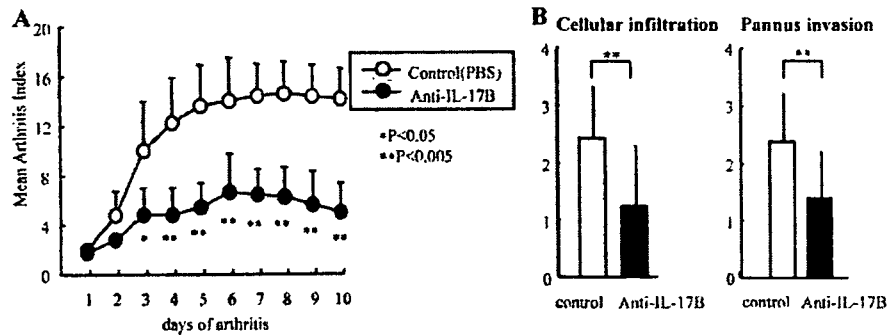 A
Mean Arthritis Index
20
16
12
8
4
0
1 2 3 4 5 6 7 8 9 10
days of arthritis
Control(PBS)
Anti-IL-17B
*P<0.05
**P<0.005
* ** ** ** ** ** ** **
B
Cellular infiltration
**
4
3
2
1
0
control Anti-IL-17B
Pannus invasion
**
4
3
2
1
0
control Anti-IL-17B